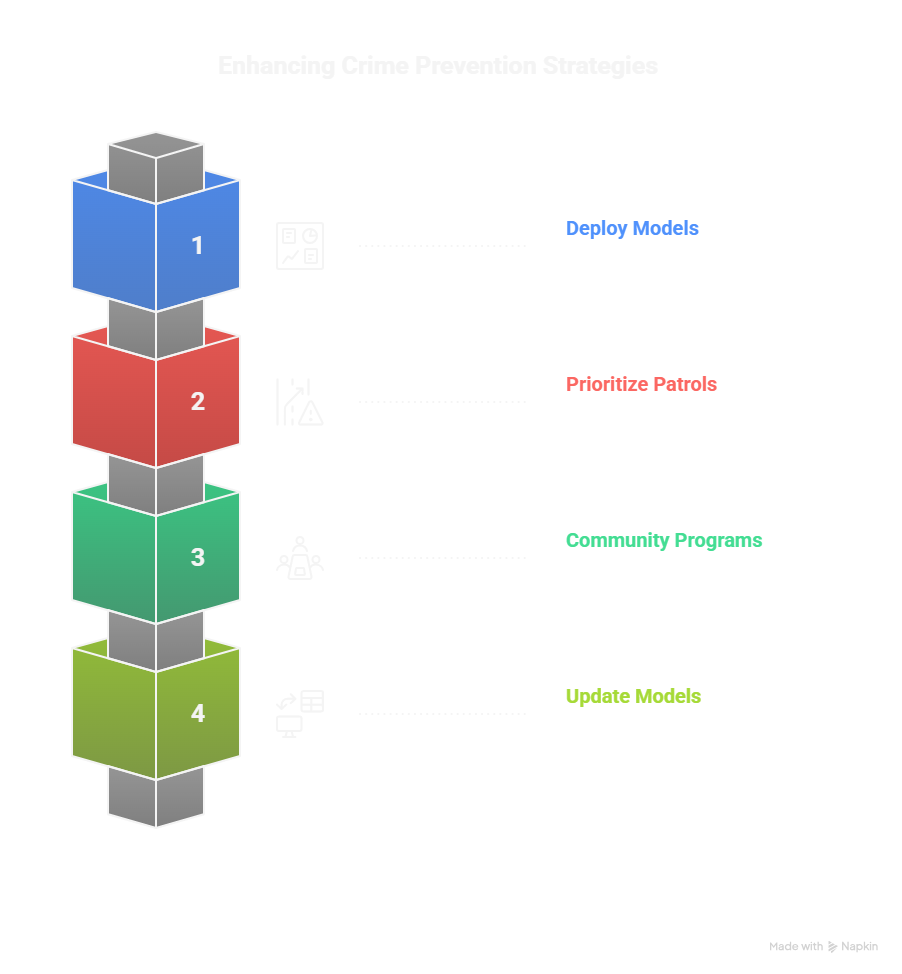 Enhancing Crime Prevention Strategies
1
Deploy Models
2
Prioritize Patrols
3
Community Programs
4
Update Models
Made with Napkin